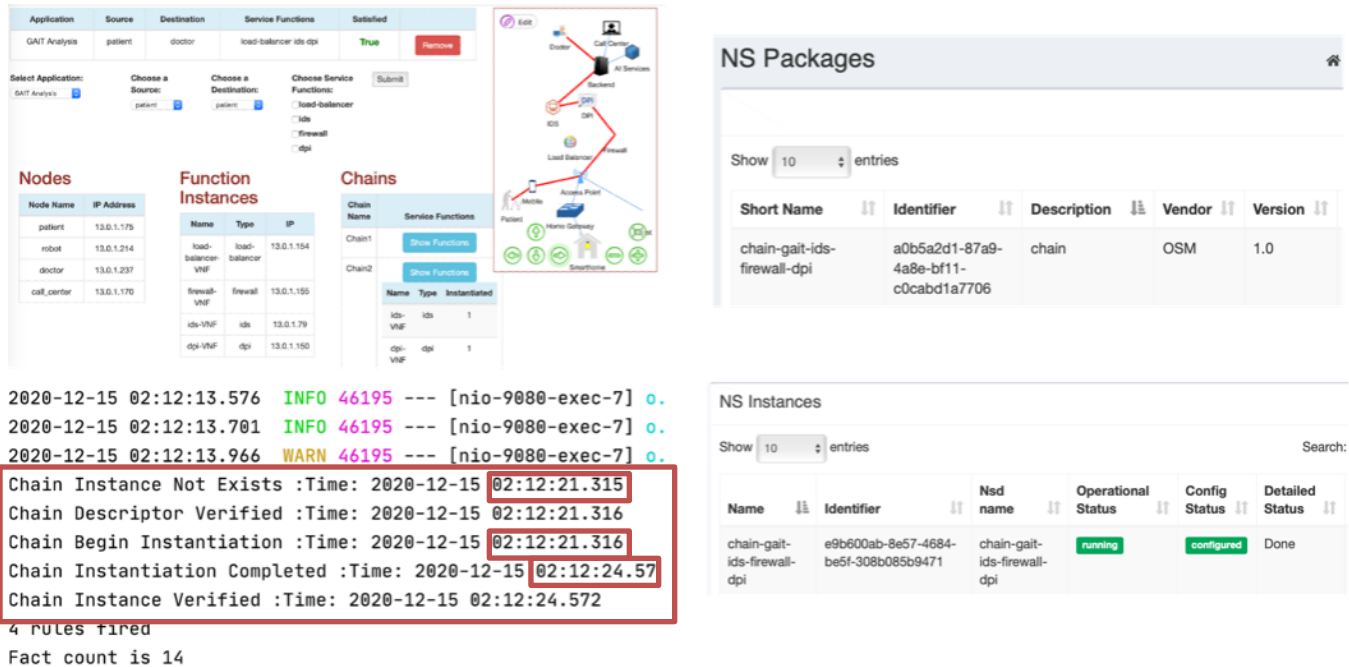 Application Source Destination Service Functions Satisfied
GAIT Analysis patient doctor load-balancer ids dpi True Remove
Select Application: Choose a Source: Choose a Destination: Choose Service Functions: Submit
GAIT Analysis patient patient
load-balancer
ids
firewall
dpi
Edit
Doctor
Call Center
AI Services
Backend
DPI
IDS
DPI
Load Balancer
Firewall
Access Point
Mobile
Patient
Home Gateway
Smarthome
Nodes
Node Name IP Address
patient 13.0.1.175
robot 13.0.1.214
doctor 13.0.1.237
call_center 13.0.1.170
Function
Instances
Name Type IP
load-balancer-VNF load-balancer 13.0.1.154
firewall-VNF firewall 13.0.1.155
ids-VNF ids 13.0.1.79
dpi-VNF dpi 13.0.1.150
Chains
Chain Name Service Functions
Chain1 Show Functions
Chain2 Show Functions
Name Type Instantiated
ids-VNF ids 1
dpi-VNF dpi 1
NS Packages
Show 10 entries
Short Name Identifier Description Vendor Version
chain-gait-ids- a0b5a2d1-87a9- chain OSM 1.0
firewall-dpi 4a8e-bf11-
c0cabd1a7706
2020-12-15 02:12:13.576 INFO 46195 --- [nio-9080-exec-7] o.
2020-12-15 02:12:13.701 INFO 46195 --- [nio-9080-exec-7] o.
2020-12-15 02:12:13.966 WARN 46195 --- [nio-9080-exec-7] o.
Chain Instance Not Exists :Time: 2020-12-15 02:12:21.315
Chain Descriptor Verified :Time: 2020-12-15 02:12:21.316
Chain Begin Instantiation :Time: 2020-12-15 02:12:21.316
Chain Instantiation Completed :Time: 2020-12-15 02:12:24.57
Chain Instance Verified :Time: 2020-12-15 02:12:24.572
4 rules fired
Fact count is 14
NS Instances
Show 10 entries Search:
Name Identifier Nsd name Operational Status Config Status Detailed Status
chain-gait- e9b600ab-8e57-4684- chain-gait- running configured Done
ids-firewall- be5f-308b085b9471 ids-firewall-
dpi dpi